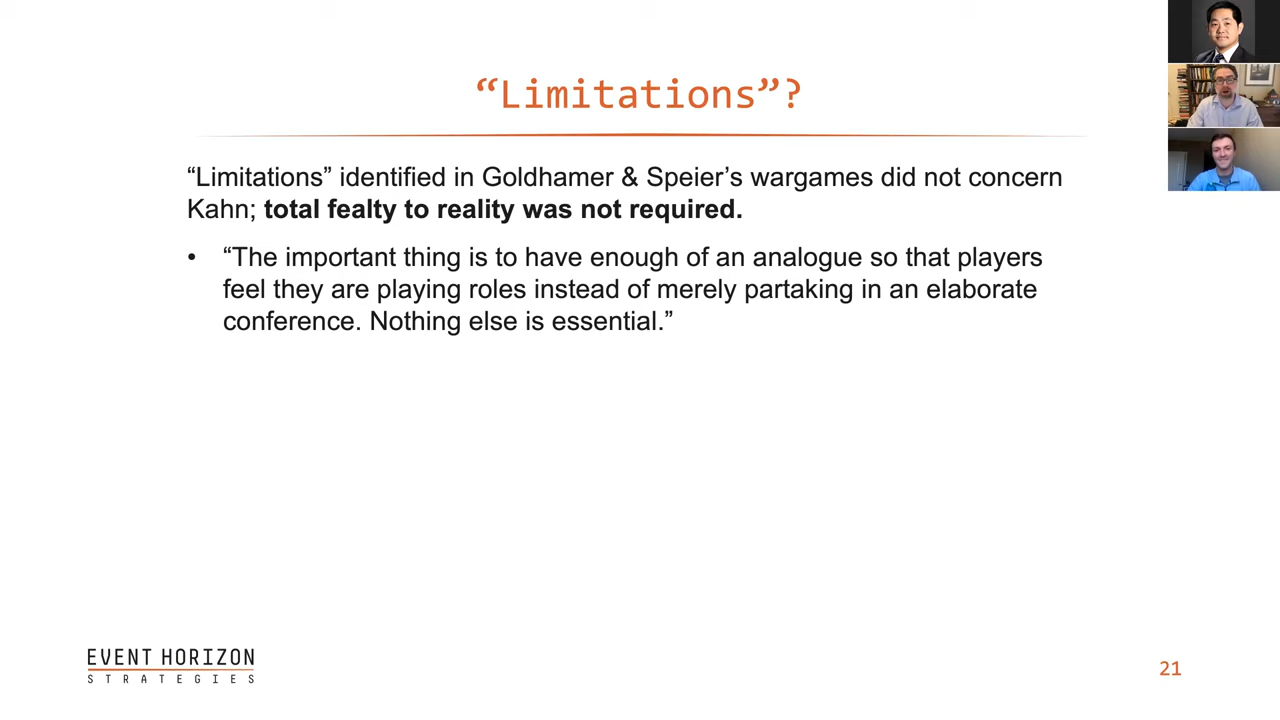 “Limitations”?
“Limitations” identified in Goldhamer & Speier’s wargames did not concern
Kahn; total fealty to reality was not required.
• “The important thing is to have enough of an analogue so that players
feel they are playing roles instead of merely partaking in an elaborate
conference. Nothing else is essential.”
EVENT HORIZON
STRATEGIES
21